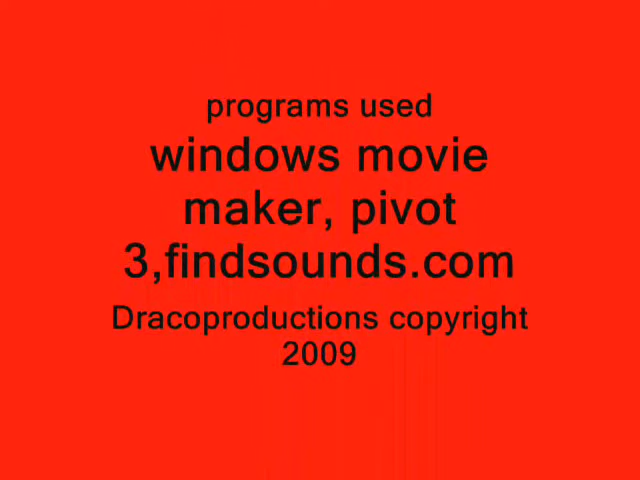 programs used
windows movie
maker, pivot
3,findsounds.com
Dracoproductions copyright
2009